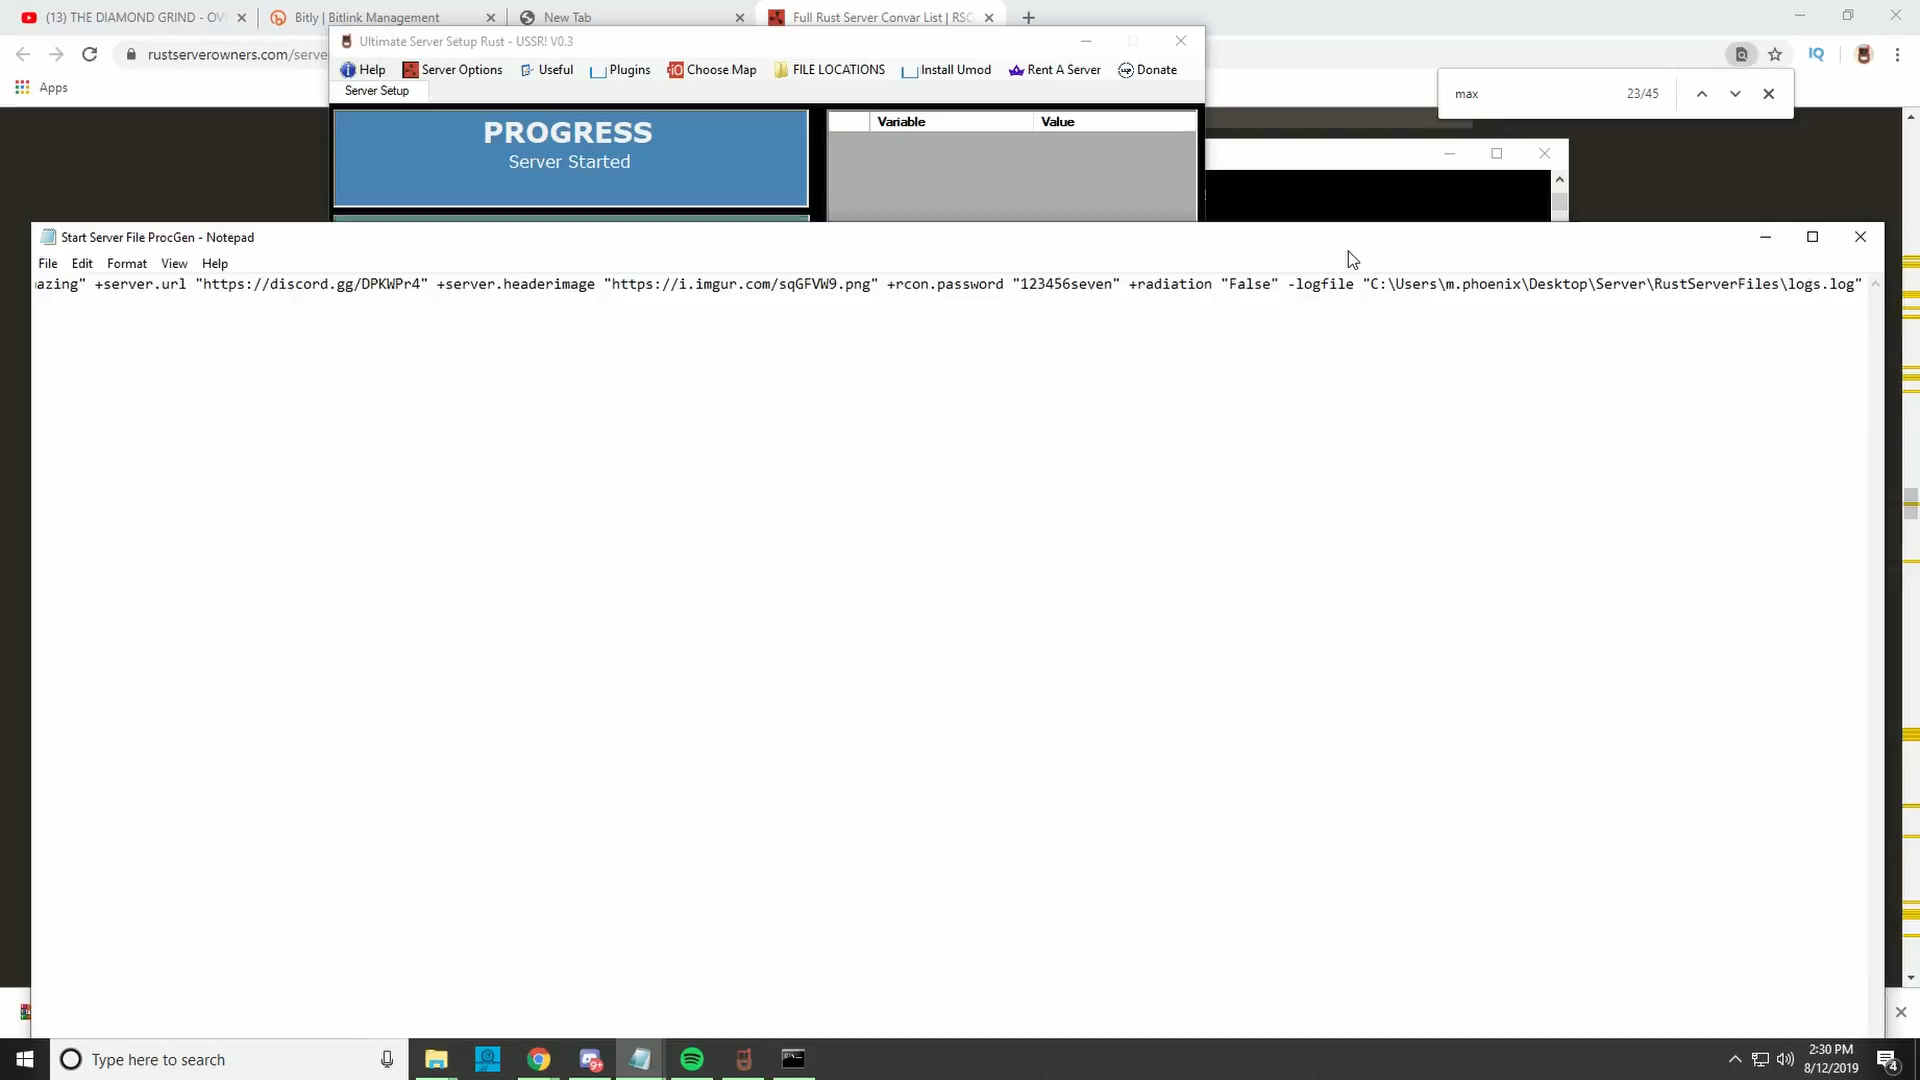 (13) THE DIAMOND GRIND - OV
Bitly | Bitlink Management
New Tab
Full Rust Server Convar List | RSO
rustserverowners.com/serve
Apps
max
23/45
Ultimate Server Setup Rust - USSR! V0.3
Help
Server Options
Useful
Plugins
Choose Map
FILE LOCATIONS
Install Umod
Rent A Server
Donate
Server Setup
PROGRESS
Server Started
Variable
Value
Start Server File ProcGen - Notepad
File
Edit
Format
View
Help
azing" +server.url "https://discord.gg/DPKWPr4" +server.headerimage "https://i.imgur.com/sqGFVW9.png" +rcon.password "123456seven" +radiation "False" -logfile "C:\Users\m.phoenix\Desktop\Server\RustServerFiles\logs.log"
Type here to search
9+
2:30 PM
8/12/2019
4